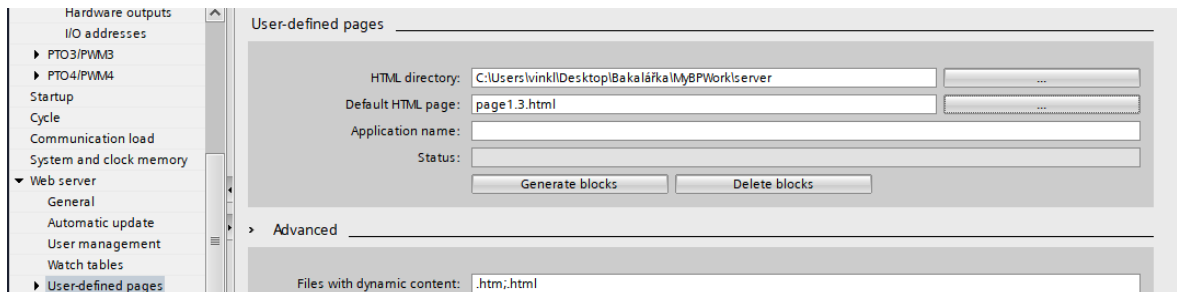 Hardware outputs
I/O addresses
PTO3/PWM3
PTO4/PWM4
Startup
Cycle
Communication load
System and clock memory
Web server
General
Automatic update
User management
Watch tables
User-defined pages
User-defined pages
HTML directory: C:\Users\vinkl\Desktop\Bakalářka\MyBPWork\server ...
Default HTML page: page1.3.html ...
Application name:
Status:
Generate blocks Delete blocks
Advanced
Files with dynamic content: .htm;.html